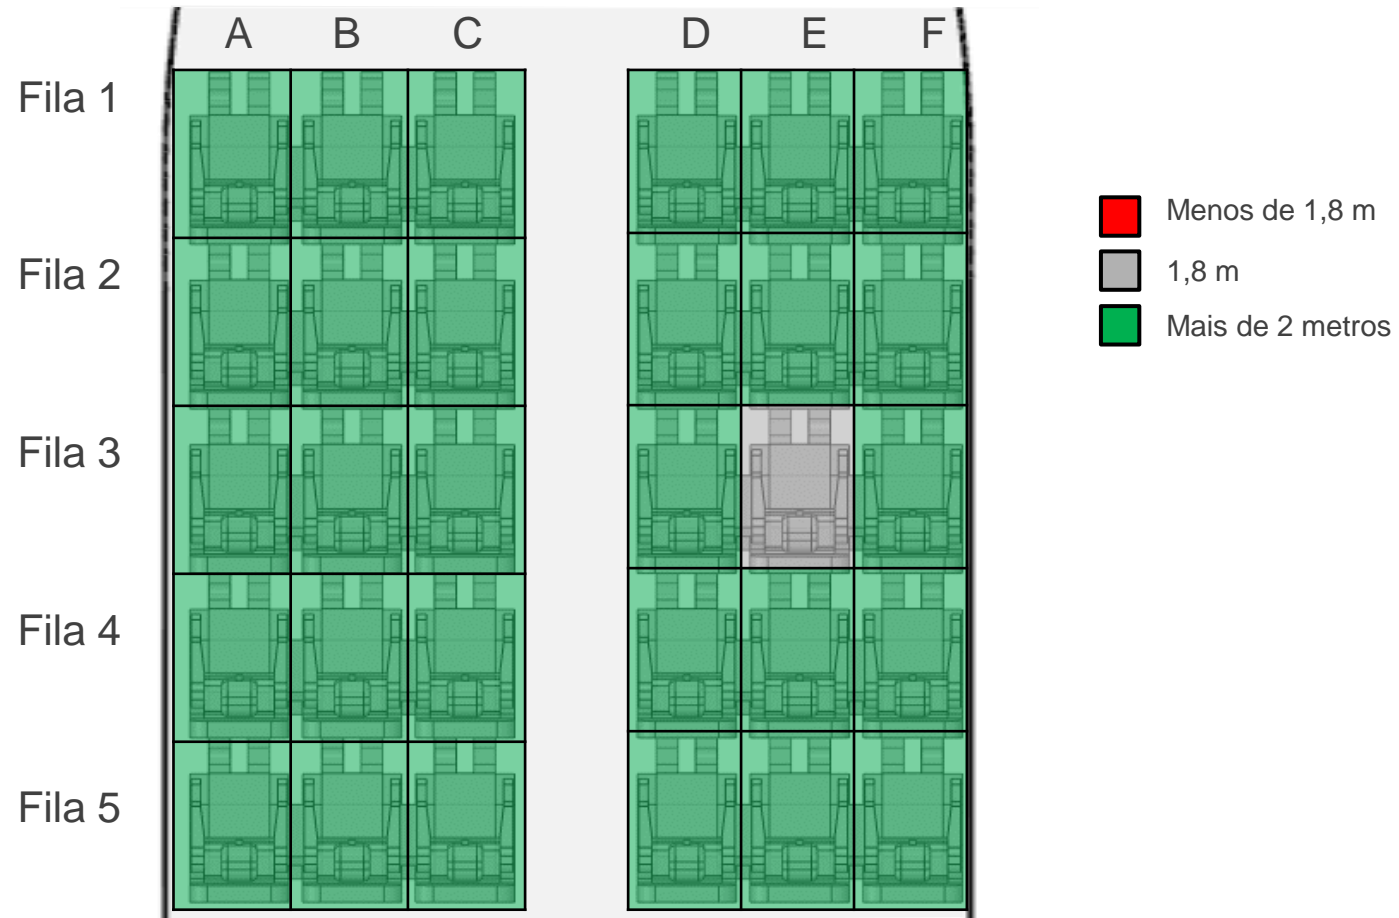 A B C D E F
Fila 1
Fila 2
Fila 3
Fila 4
Fila 5
Menos de 1,8 m
1,8 m
Mais de 2 metros